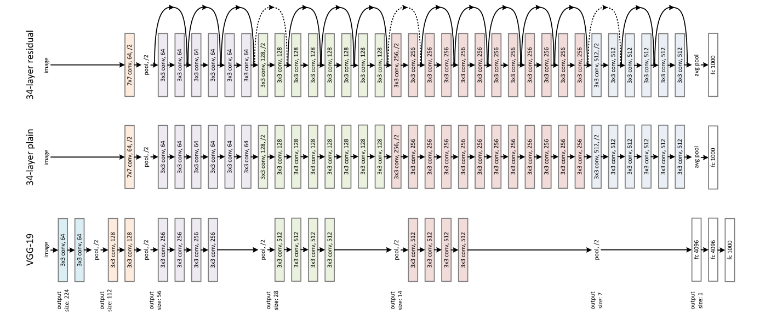 34-layer residual
image
7x7 conv, 64, /2
pool, /2
3x3 conv, 64
3x3 conv, 64
3x3 conv, 64
3x3 conv, 64
3x3 conv, 64
3x3 conv, 64
3x3 conv, 128, /2
3x3 conv, 128
3x3 conv, 128
3x3 conv, 128
3x3 conv, 128
3x3 conv, 128
3x3 conv, 128
3x3 conv, 128
3x3 conv, 256, /2
3x3 conv, 256
3x3 conv, 256
3x3 conv, 256
3x3 conv, 256
3x3 conv, 256
3x3 conv, 256
3x3 conv, 256
3x3 conv, 256
3x3 conv, 256
3x3 conv, 256
3x3 conv, 256
3x3 conv, 512, /2
3x3 conv, 512
3x3 conv, 512
3x3 conv, 512
3x3 conv, 512
3x3 conv, 512
avg pool
fc 1000
34-layer plain
image
7x7 conv, 64, /2
pool, /2
3x3 conv, 64
3x3 conv, 64
3x3 conv, 64
3x3 conv, 64
3x3 conv, 64
3x3 conv, 64
3x3 conv, 128, /2
3x3 conv, 128
3x3 conv, 128
3x3 conv, 128
3x3 conv, 128
3x3 conv, 128
3x3 conv, 128
3x3 conv, 128
3x3 conv, 256, /2
3x3 conv, 256
3x3 conv, 256
3x3 conv, 256
3x3 conv, 256
3x3 conv, 256
3x3 conv, 256
3x3 conv, 256
3x3 conv, 256
3x3 conv, 256
3x3 conv, 256
3x3 conv, 256
3x3 conv, 512, /2
3x3 conv, 512
3x3 conv, 512
3x3 conv, 512
3x3 conv, 512
3x3 conv, 512
avg pool
fc 1000
VGG-19
image
3x3 conv, 64
3x3 conv, 64
pool, /2
3x3 conv, 128
3x3 conv, 128
pool, /2
3x3 conv, 256
3x3 conv, 256
3x3 conv, 256
3x3 conv, 256
pool, /2
3x3 conv, 512
3x3 conv, 512
3x3 conv, 512
3x3 conv, 512
pool, /2
3x3 conv, 512
3x3 conv, 512
3x3 conv, 512
3x3 conv, 512
pool, /2
fc 4096
fc 4096
fc 1000
output
size: 224
output
size: 112
output
size: 56
output
size: 28
output
size: 14
output
size: 7
output
size: 1